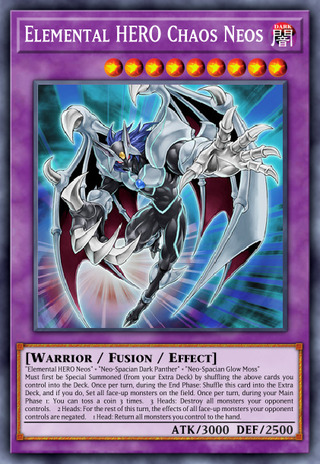 Elemental HERO Chaos Neos
DARK
闇
[Warrior / Fusion / Effect]
"Elemental HERO Neos" + "Neo-Spacian Dark Panther" + "Neo-Spacian Glow Moss"
Must first be Special Summoned (from your Extra Deck) by shuffling the above cards you
control into the Deck. Once per turn, during the End Phase: Shuffle this card into the Extra
Deck, and if you do, Set all face-up monsters on the field. Once per turn, during your Main
Phase 1: You can toss a coin 3 times. 3 Heads: Destroy all monsters your opponent
controls. 2 Heads: For the rest of this turn, the effects of all face-up monsters your opponent
controls are negated. 1 Head: Return all monsters you control to the hand.
ATK/3000 DEF/2500